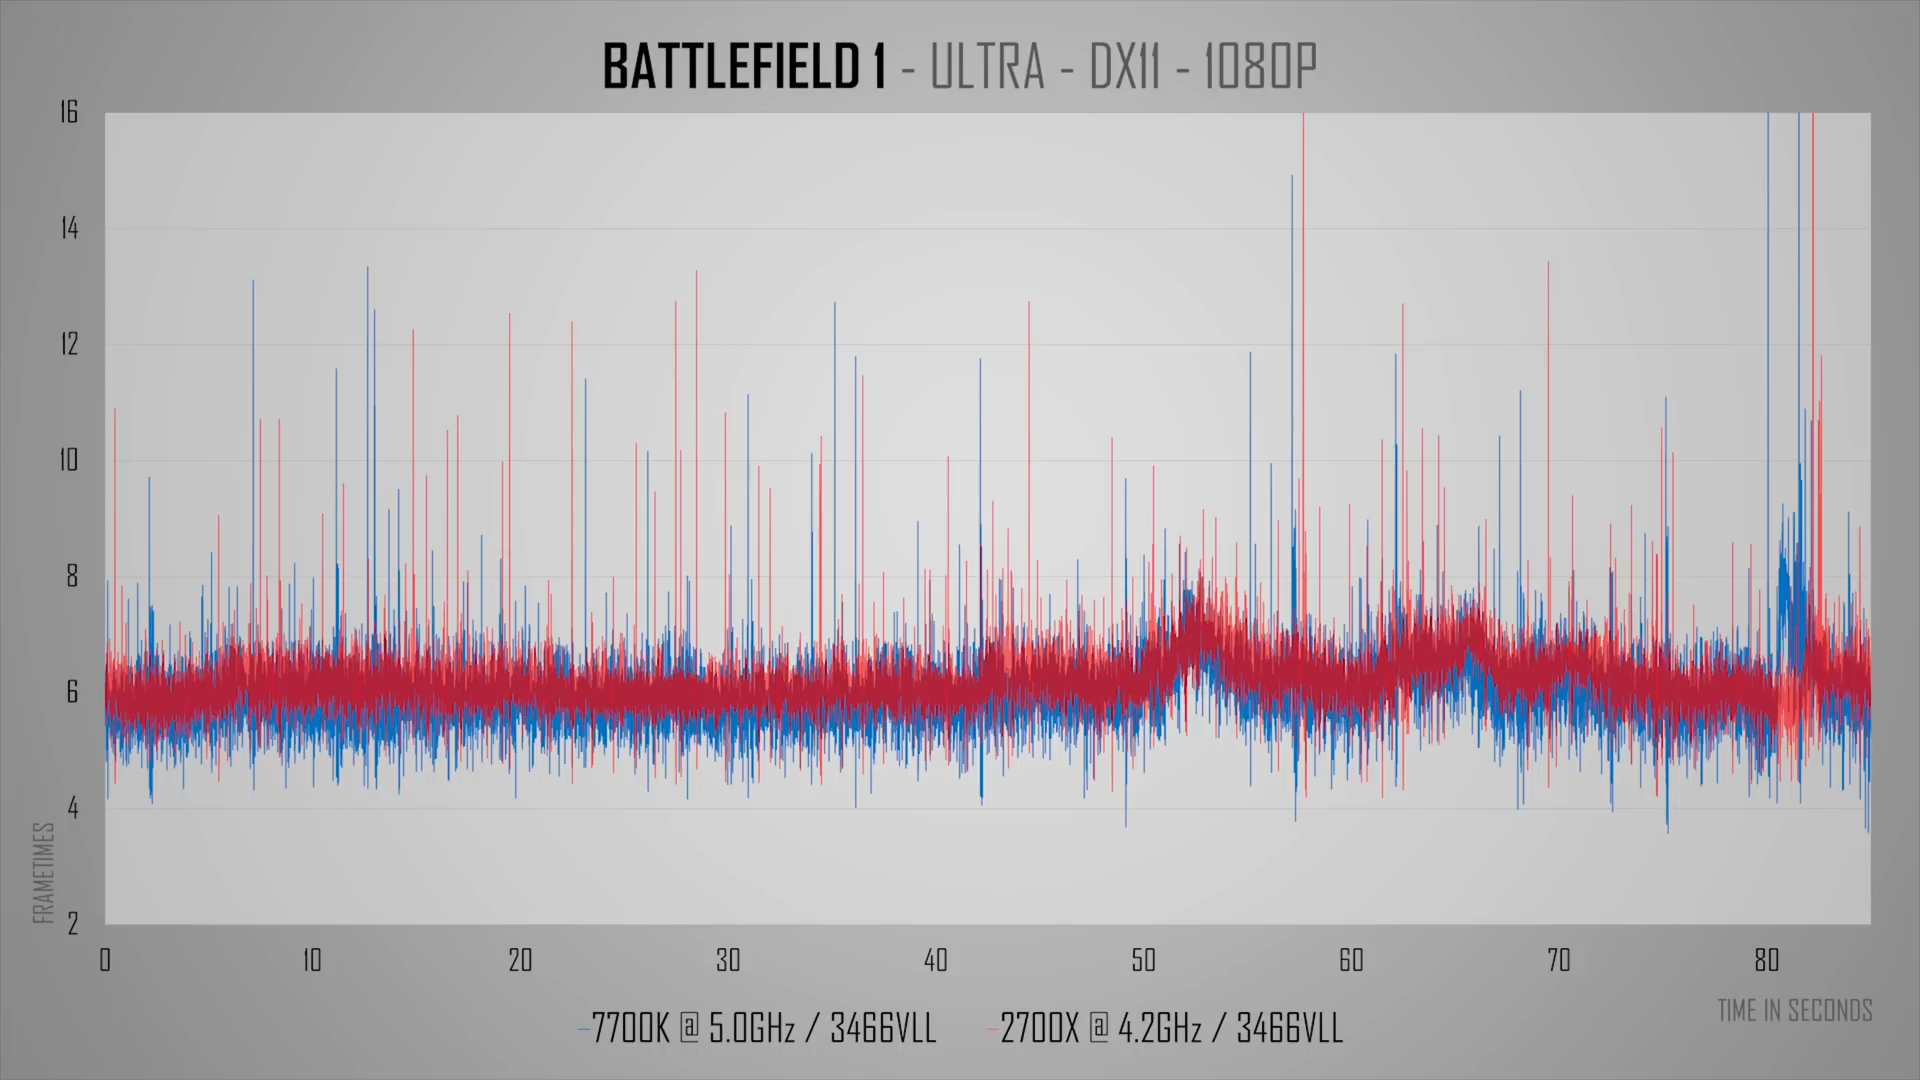 BATTLEFIELD 1 - ULTRA - DX11 - 1080P
16
14
12
10
8
6
4
2
FRAMETIMES
0 10 20 30 40 50 60 70 80
TIME IN SECONDS
7700K @ 5.0GHz / 3466VLL 2700X @ 4.2GHz / 3466VLL